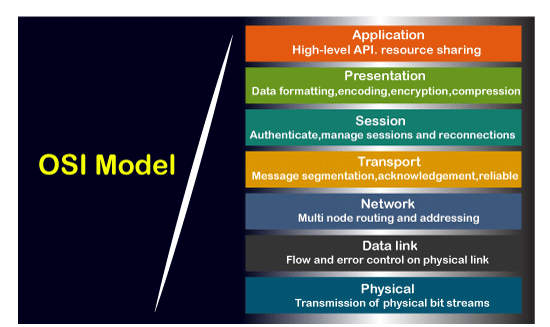 OSI Model
Application
High-level API. resource sharing
Presentation
Data formatting,encoding,encryption,compression
Session
Authenticate,manage sessions and reconnections
Transport
Message segmentation,acknowledgement,reliable
Network
Multi node routing and addressing
Data link
Flow and error control on physical link
Physical
Transmission of physical bit streams